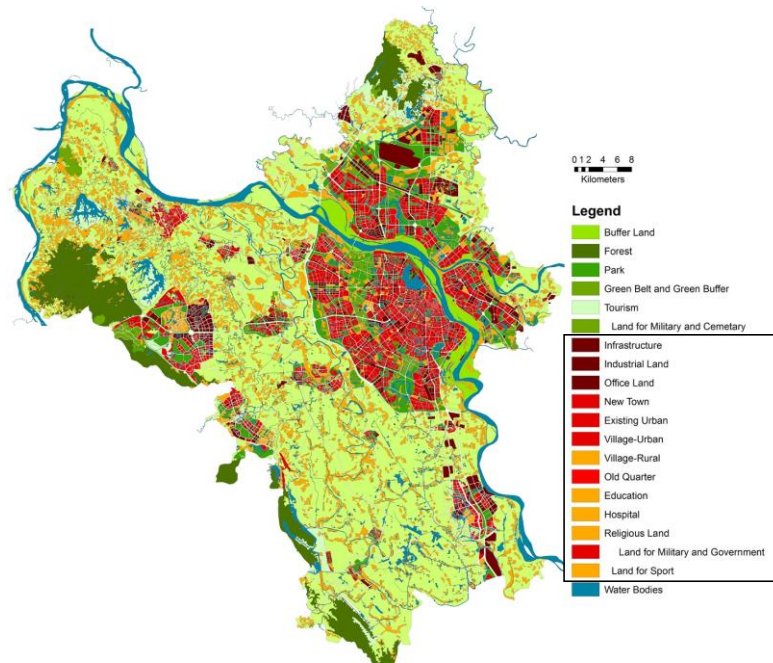 0 1 2 4 6 8
Kilometers
Legend
Buffer Land
Forest
Park
Green Belt and Green Buffer
Tourism
Land for Military and Cemetary
Infrastructure
Industrial Land
Office Land
New Town
Existing Urban
Village-Urban
Village-Rural
Old Quarter
Education
Hospital
Religious Land
Land for Military and Government
Land for Sport
Water Bodies